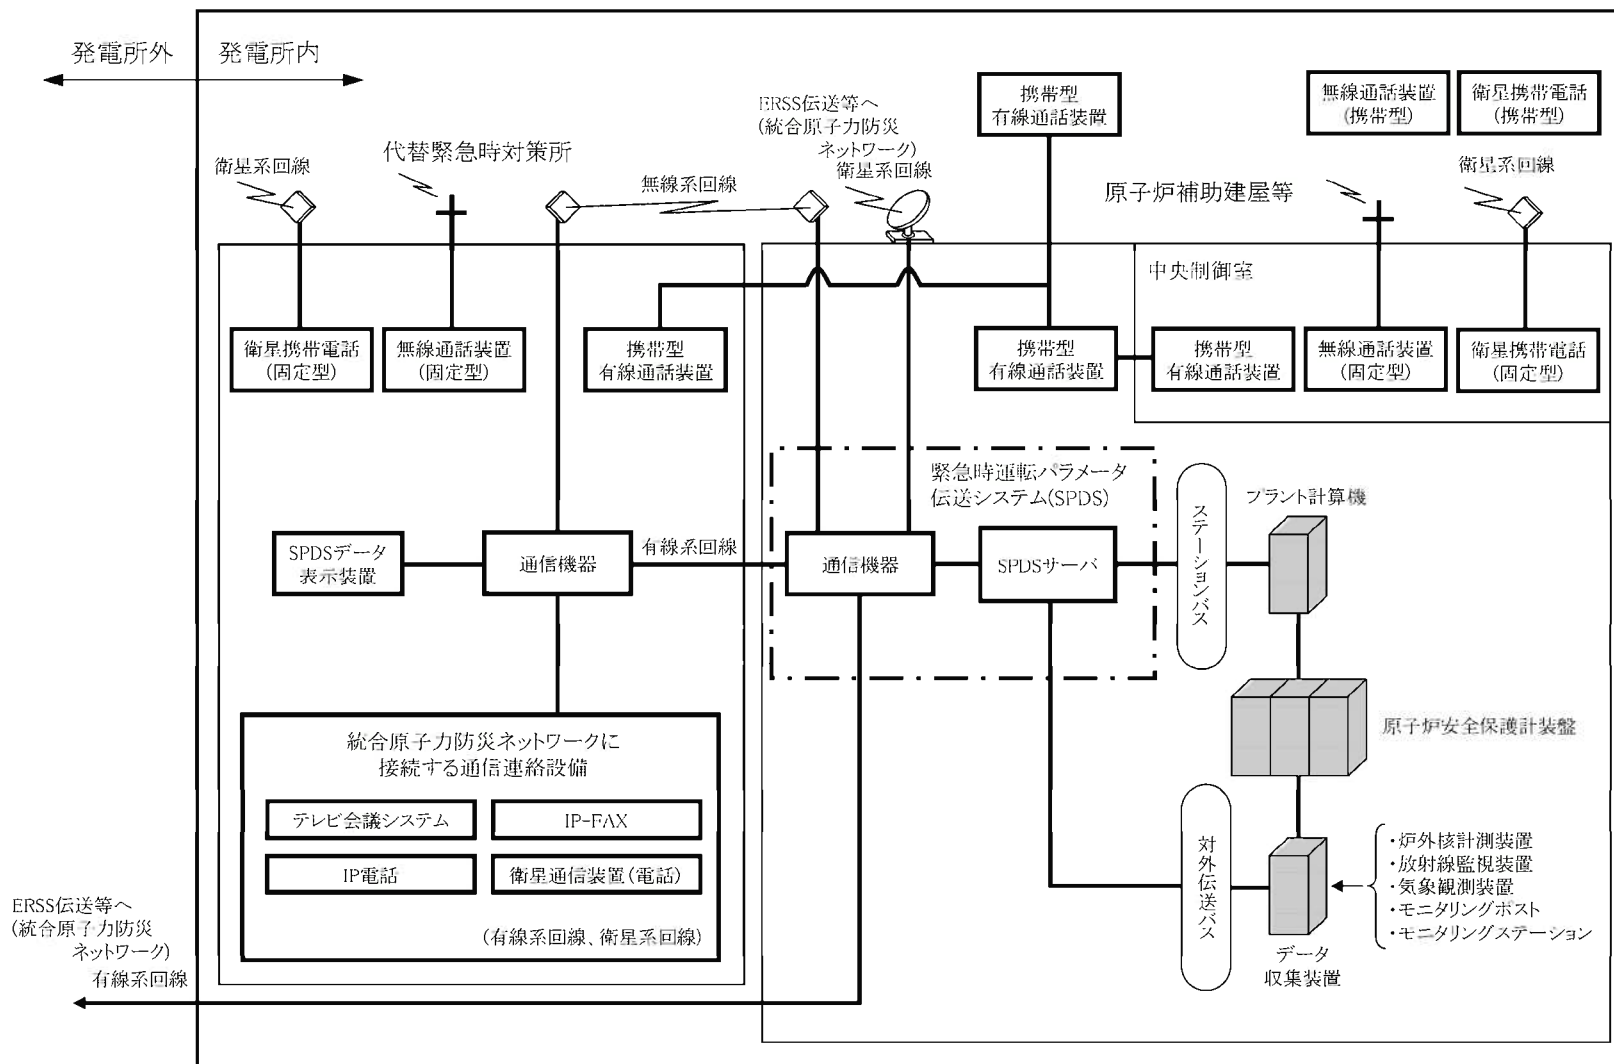 発電所外
発電所内
ERSS伝送等へ
(統合原子力防災
ネットワーク)
衛星系回線
携帯型
有線通話装置
無線通話装置
(携帯型)
衛星携帯電話
(携帯型)
代替緊急時対策所
衛星系回線
無線系回線
原子炉補助建屋等
衛星系回線
中央制御室
衛星携帯電話
(固定型)
無線通話装置
(固定型)
携帯型
有線通話装置
携帯型
有線通話装置
携帯型
有線通話装置
無線通話装置
(固定型)
衛星携帯電話
(固定型)
緊急時運転パラメータ
伝送システム(SPDS)
ステーションバス
プラント計算機
SPDSデータ
表示装置
通信機器
有線系回線
通信機器
SPDSサーバ
原子炉安全保護計装盤
統合原子力防災ネットワークに
接続する通信連絡設備
テレビ会議システム
IP-FAX
IP電話
衛星通信装置(電話)
(有線系回線、衛星系回線)
対外伝送バス
・炉外核計測装置
・放射線監視装置
・気象観測装置
・モニタリングポスト
・モニタリングステーション
データ
収集装置
ERSS伝送等へ
(統合原子力防災
ネットワーク)
有線系回線